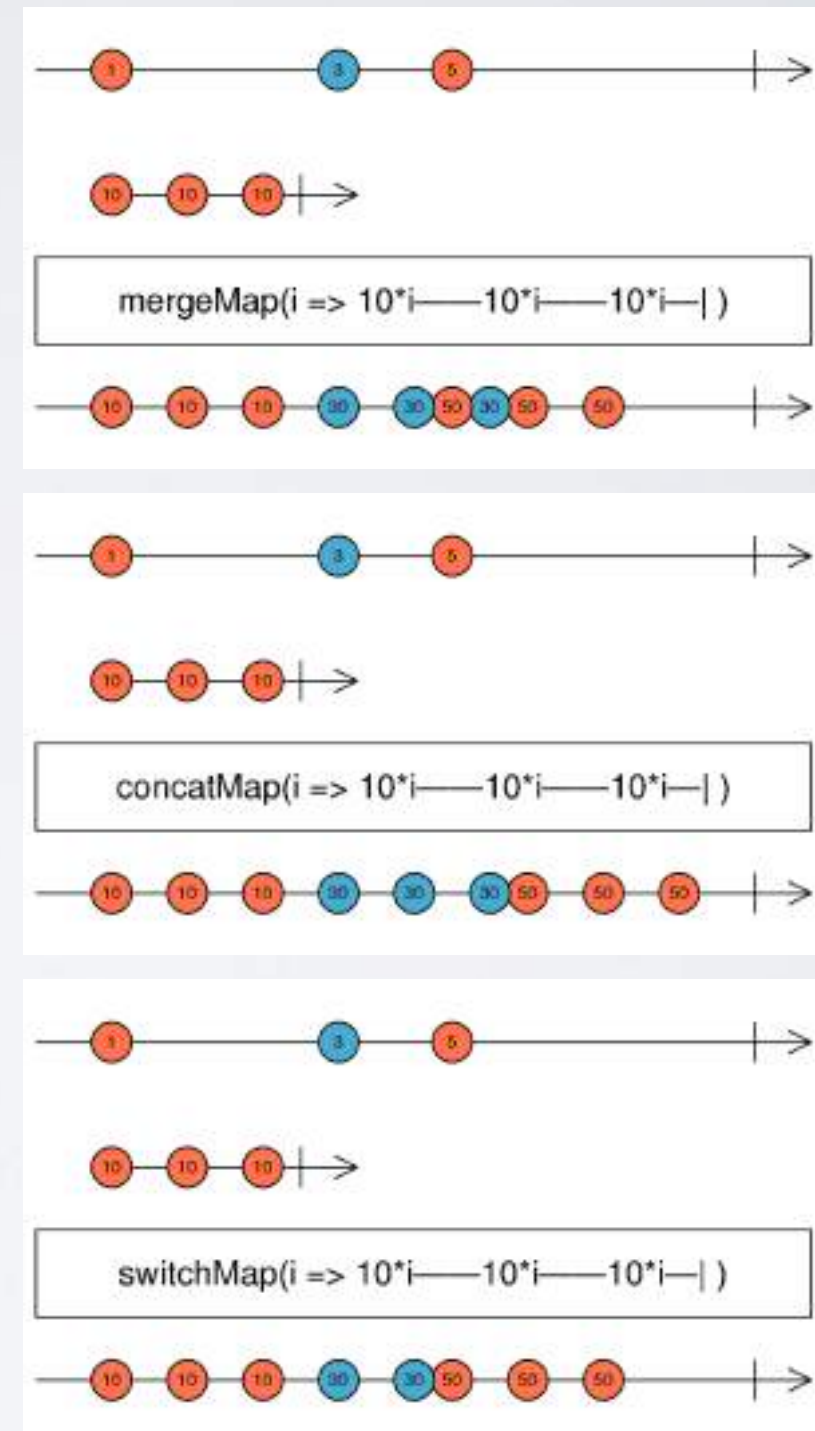 1 3 5
10 10 10
mergeMap(i => 10*i——10*i——10*i—| )
10 10 10 30 30 50 30 50 50
1 3 5
10 10 10
concatMap(i => 10*i——10*i——10*i—| )
10 10 10 30 30 30 50 50 50
1 3 5
10 10 10
switchMap(i => 10*i——10*i——10*i—| )
10 10 10 30 30 50 50 50